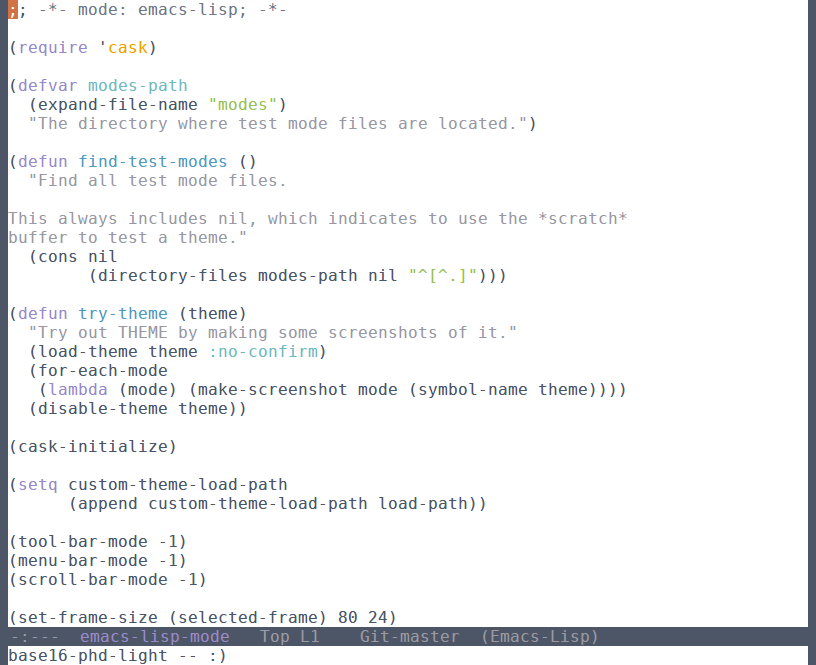 ;; -*- mode: emacs-lisp; -*-

(require 'cask)

(defvar modes-path
  (expand-file-name "modes")
  "The directory where test mode files are located.")

(defun find-test-modes ()
  "Find all test mode files.

This always includes nil, which indicates to use the *scratch*
buffer to test a theme."
  (cons nil
        (directory-files modes-path nil "^[^.]")))

(defun try-theme (theme)
  "Try out THEME by making some screenshots of it."
  (load-theme theme :no-confirm)
  (for-each-mode
   (lambda (mode) (make-screenshot mode (symbol-name theme))))
  (disable-theme theme))

(cask-initialize)

(setq custom-theme-load-path
      (append custom-theme-load-path load-path))

(tool-bar-mode -1)
(menu-bar-mode -1)
(scroll-bar-mode -1)

(set-frame-size (selected-frame) 80 24)
-:---  emacs-lisp-mode   Top L1    Git-master  (Emacs-Lisp)
base16-phd-light -- :)